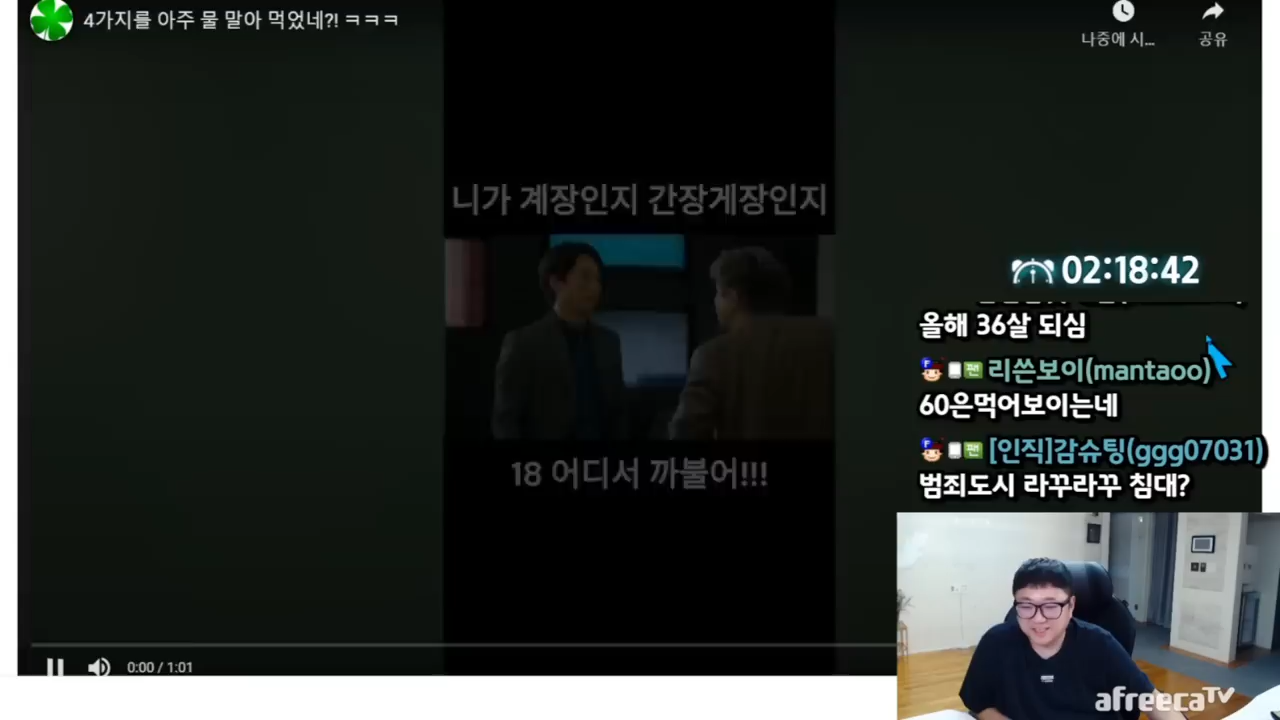 4가지를 아주 물 말아 먹었네?! ㅋㅋㅋ
나중에 시...
공유
니가 계장인지 간장게장인지
18 어디서 까불어!!!
0:00 / 1:01
02:18:42
올해 36살 되심
팬 리쓴보이(mantaoo)
60은먹어보이는네
팬 [인직]감슈팅(ggg07031)
범죄도시 라꾸라꾸 침대?
afreecaTV